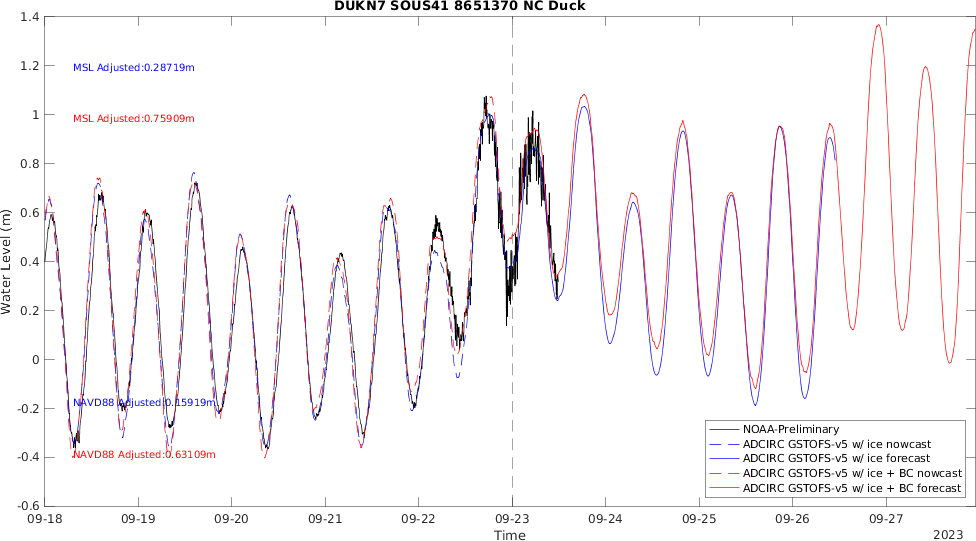 DUKN7 SOUS41 8651370 NC Duck
1.4
1.2
1
0.8
0.6
0.4
0.2
0
-0.2
-0.4
-0.6
Water Level (m)
MSL Adjusted:0.28719m
MSL Adjusted:0.75909m
NAVD88 Adjusted:0.15919m
NAVD88 Adjusted:0.63109m
NOAA-Preliminary
ADCIRC GSTOFS-v5 w/ ice nowcast
ADCIRC GSTOFS-v5 w/ ice forecast
ADCIRC GSTOFS-v5 w/ ice + BC nowcast
ADCIRC GSTOFS-v5 w/ ice + BC forecast
09-18 09-19 09-20 09-21 09-22 09-23 09-24 09-25 09-26 09-27
Time
2023